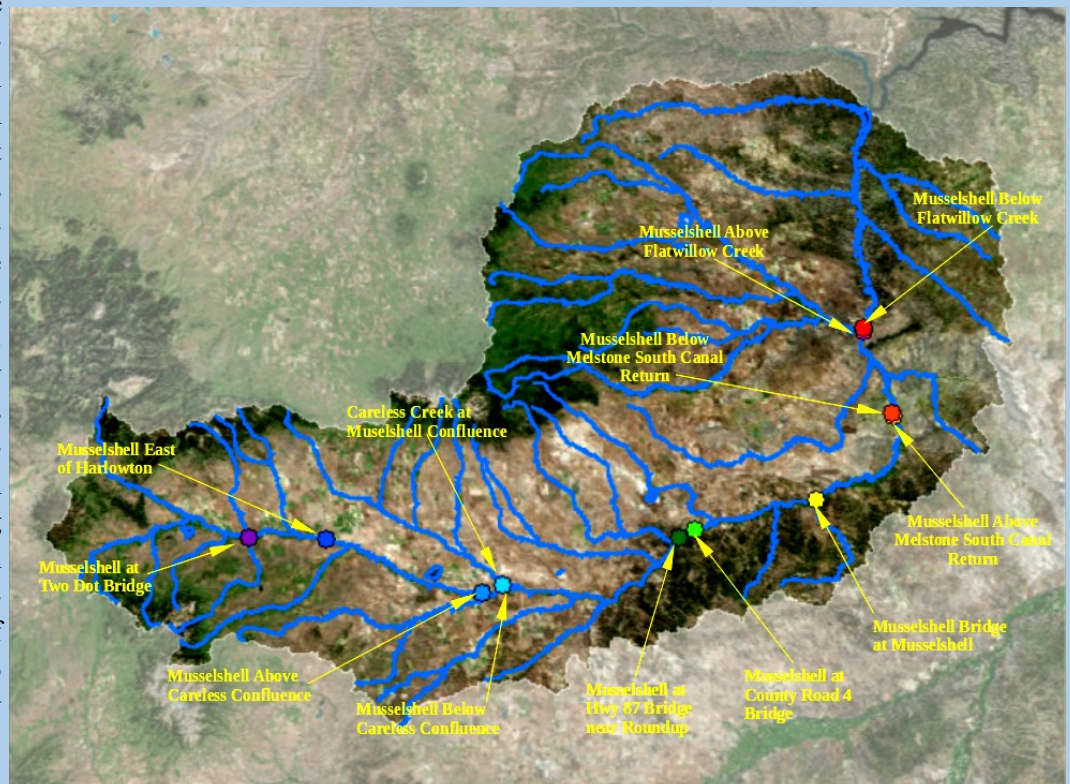 Musselshell Below
Flatwillow Creek
Musselshell Above
Flatwillow Creek
Musselshell Below
Melstone South Canal
Return
Careless Creek at
Muselshell Confluence
Musselshell East
of Harlowton
Musselshell Above
Melstone South Canal
Return
Musselshell at
Two Dot Bridge
Musselshell Bridge
at Musselshell
Musselshell Above
Careless Confluence
Musselshell at
County Road 4
Bridge
Musselshell at
Hwy 87 Bridge
near Roundup
Musselshell Below
Careless Confluence